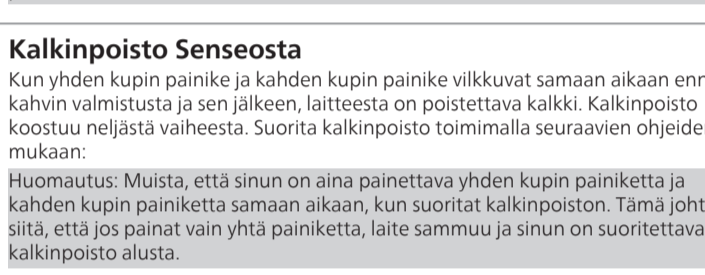 Kalkinpoisto Senseosta
Kun yhden kupin painike ja kahden kupin painike vilkkuvat samaan aikaan enn
kahvin valmistusta ja sen jälkeen, laitteesta on poistettava kalkki. Kalkinpoisto
koostuu neljästä vaiheesta. Suorita kalkinpoisto toimimalla seuraavien ohjeide
mukaan:
Huomautus: Muista, että sinun on aina painettava yhden kupin painiketta ja
kahden kupin painiketta samaan aikaan, kun suoritat kalkinpoiston. Tämä joht
siitä, että jos painat vain yhtä painiketta, laite sammuu ja sinun on suoritettava
kalkinpoisto alusta.